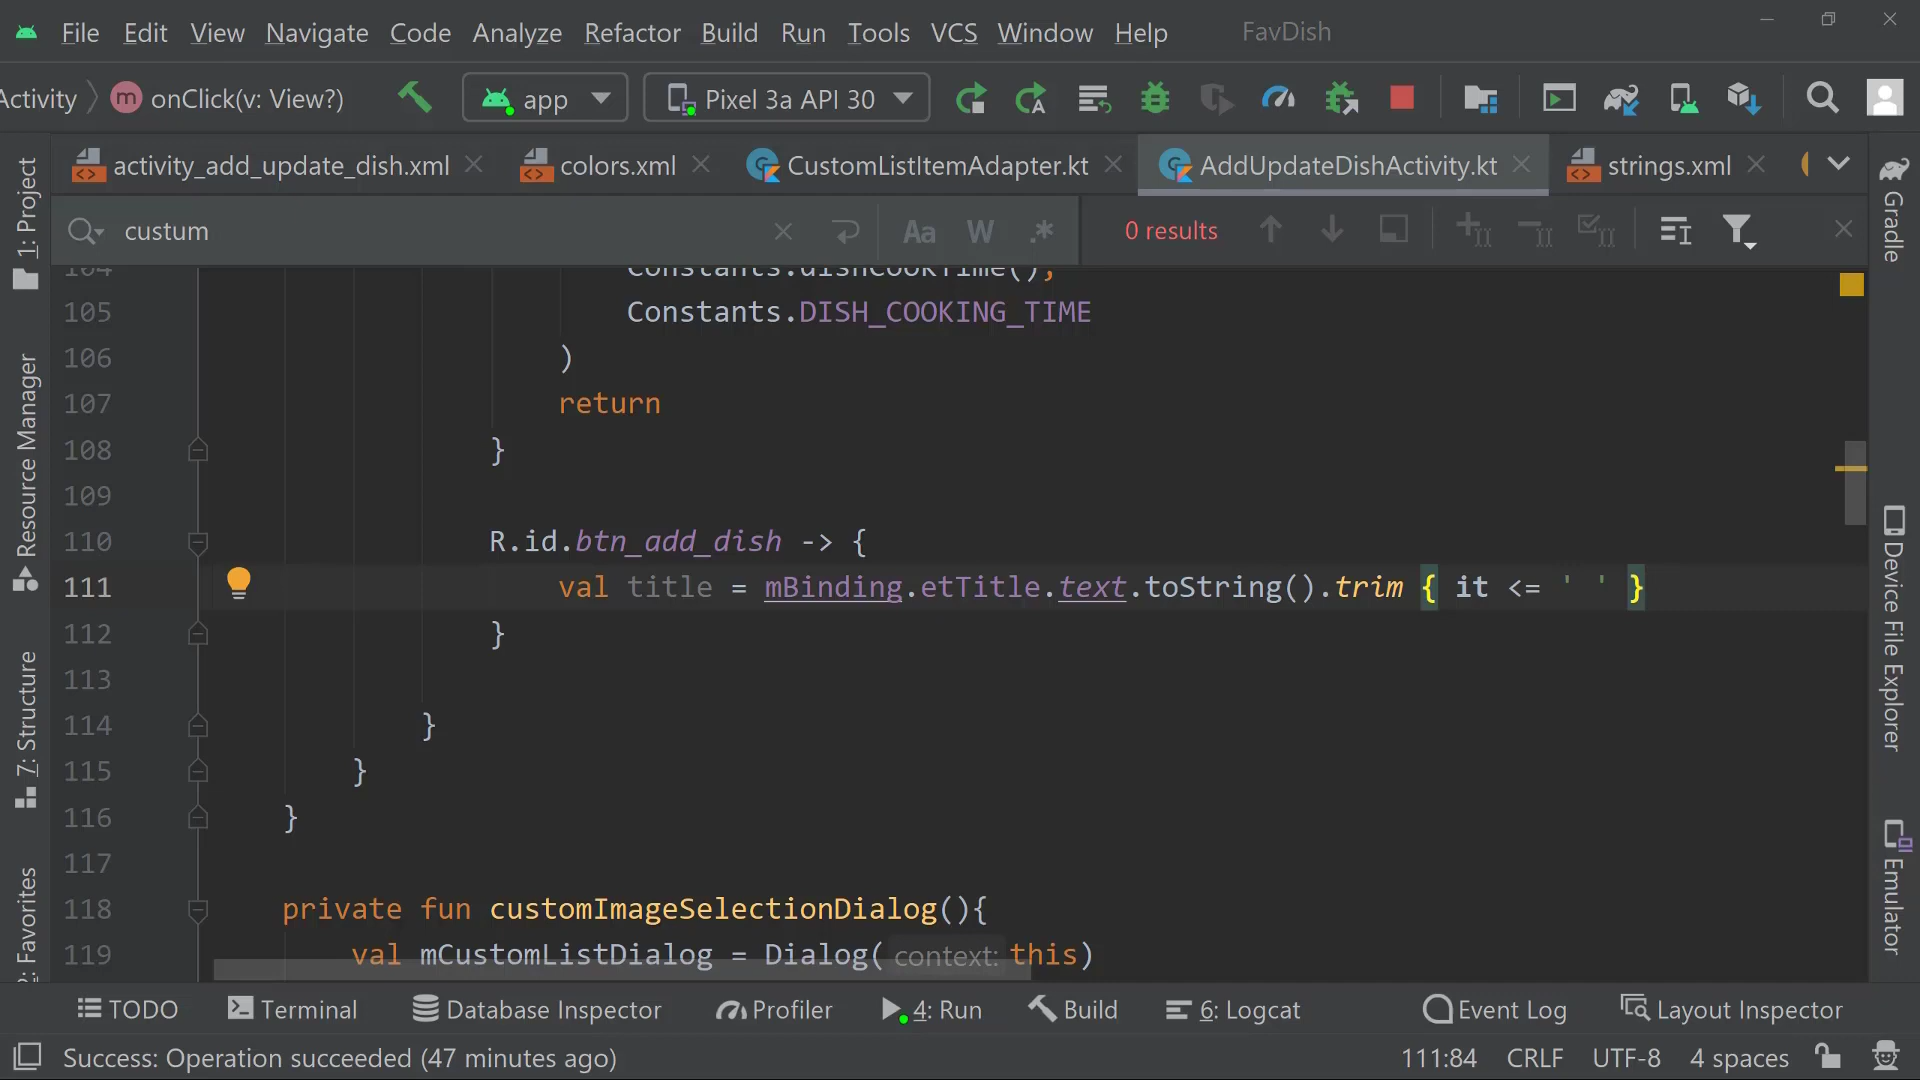 File Edit View Navigate Code Analyze Refactor Build Run Tools VCS Window Help FavDish
Activity m onClick(v: View?) app Pixel 3a API 30
activity_add_update_dish.xml colors.xml CustomListItemAdapter.kt AddUpdateDishActivity.kt strings.xml
custum Aa W .* 0 results
104 Constants.dishCookTime(),
105 Constants.DISH_COOKING_TIME
106 )
107 return
108 }
109
110 R.id.btn_add_dish -> {
111 val title = mBinding.etTitle.text.toString().trim { it <= ' ' }
112 }
113
114 }
115 }
116 }
117
118 private fun customImageSelectionDialog(){
119 val mCustomListDialog = Dialog( context: this)
1: Project
Resource Manager
7: Structure
2: Favorites
Gradle
Device File Explorer
Emulator
TODO Terminal Database Inspector Profiler 4: Run Build 6: Logcat Event Log Layout Inspector
Success: Operation succeeded (47 minutes ago) 111:84 CRLF UTF-8 4 spaces